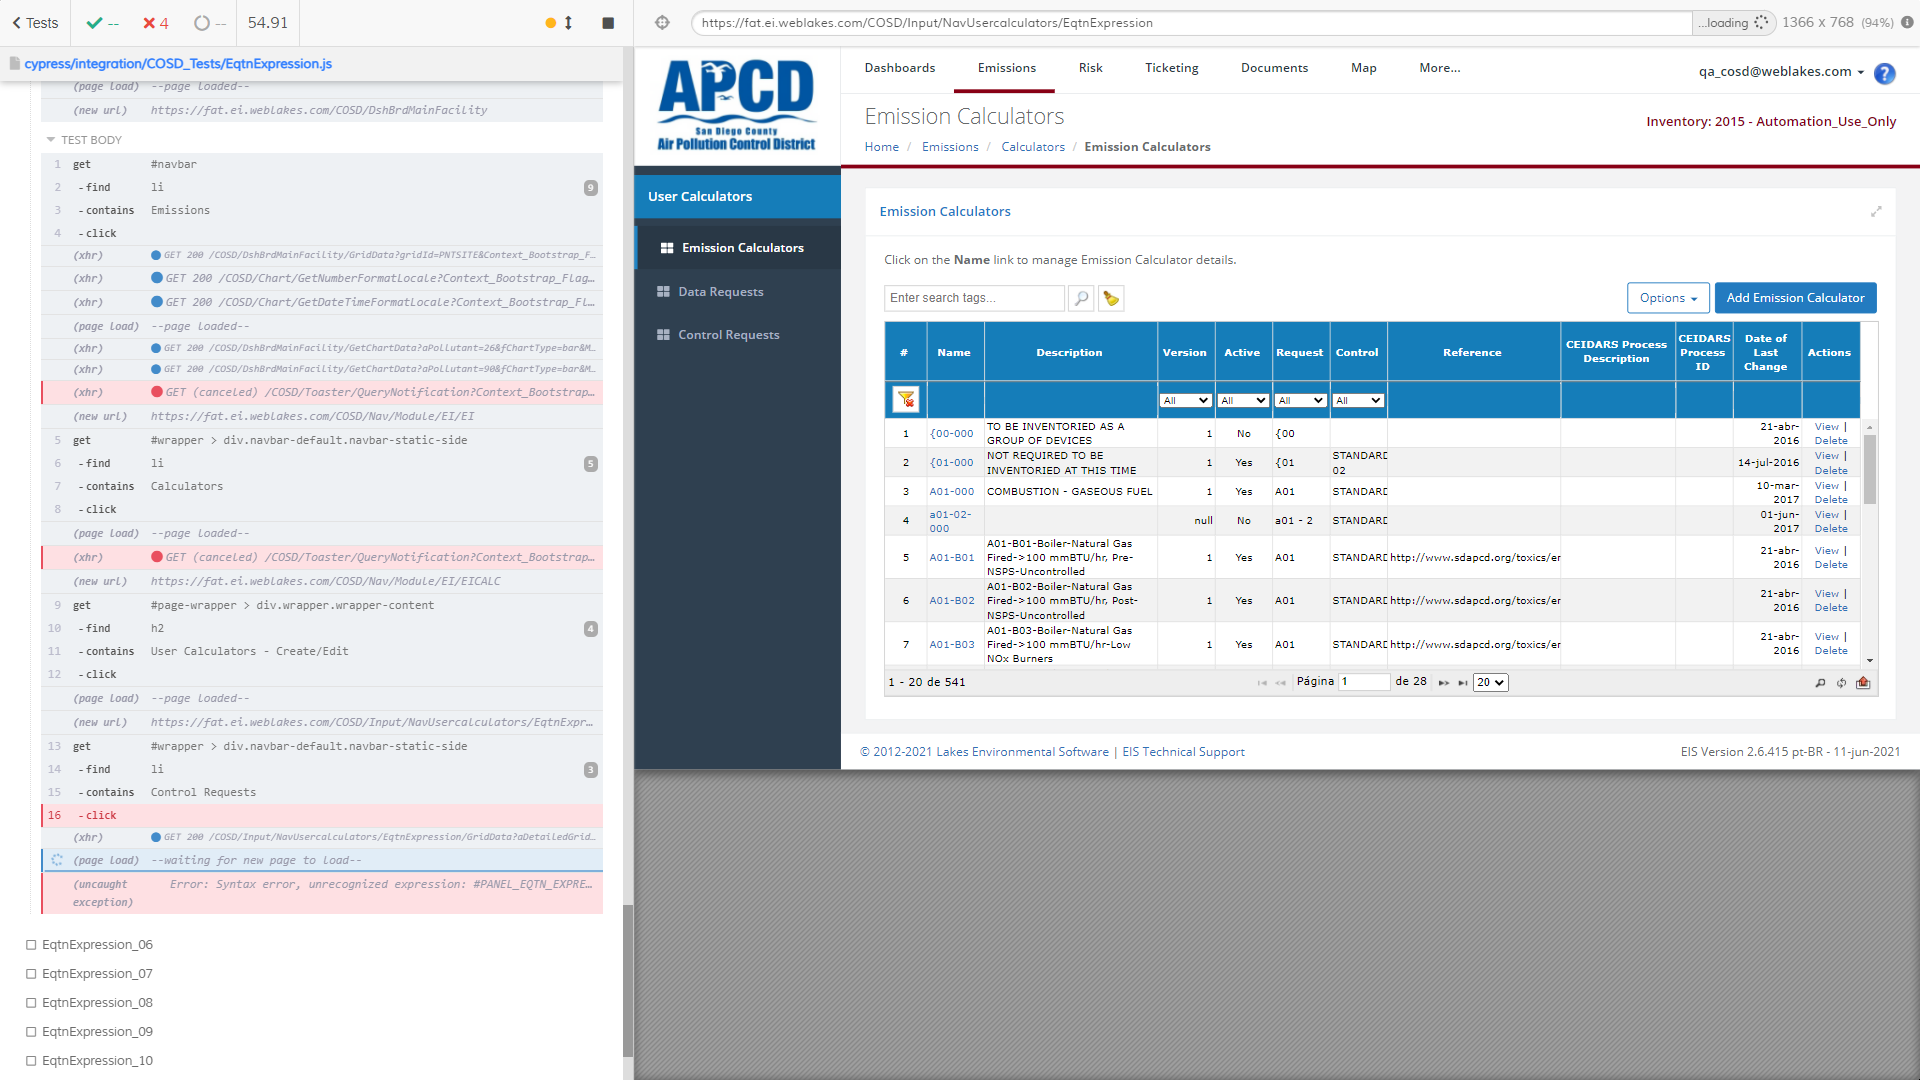 Tests
--
4
--
54.91
cypress/integration/COSD_Tests/EqtnExpression.js
(page load) --page loaded--
(new url) https://fat.ei.weblakes.com/COSD/DshBrdMainFacility
TEST BODY
1 get #navbar
2 -find li 9
3 -contains Emissions
4 -click
(xhr) GET 200 /COSD/DshBrdMainFacility/GridData?gridId=PNTSITE&Context_Bootstrap_F...
(xhr) GET 200 /COSD/Chart/GetNumberFormatLocale?Context_Bootstrap_Flag...
(xhr) GET 200 /COSD/Chart/GetDateTimeFormatLocale?Context_Bootstrap_Fl...
(page load) --page loaded--
(xhr) GET 200 /COSD/DshBrdMainFacility/GetChartData?aPollutant=26&fChartType=bar&M...
(xhr) GET 200 /COSD/DshBrdMainFacility/GetChartData?aPollutant=90&fChartType=bar&M...
(xhr) GET (canceled) /COSD/Toaster/QueryNotification?Context_Bootstrap...
(new url) https://fat.ei.weblakes.com/COSD/Nav/Module/EI/EI
5 get #wrapper > div.navbar-default.navbar-static-side
6 -find li 5
7 -contains Calculators
8 -click
(page load) --page loaded--
(xhr) GET (canceled) /COSD/Toaster/QueryNotification?Context_Bootstrap...
(new url) https://fat.ei.weblakes.com/COSD/Nav/Module/EI/EICALC
9 get #page-wrapper > div.wrapper.wrapper-content
10 -find h2 4
11 -contains User Calculators - Create/Edit
12 -click
(page load) --page loaded--
(new url) https://fat.ei.weblakes.com/COSD/Input/NavUsercalculators/EqtnExpr...
13 get #wrapper > div.navbar-default.navbar-static-side
14 -find li 3
15 -contains Control Requests
16 -click
(xhr) GET 200 /COSD/Input/NavUsercalculators/EqtnExpression/GridData?aDetailedGrid...
(page load) --waiting for new page to load--
(uncaught exception) Error: Syntax error, unrecognized expression: #PANEL_EQTN_EXPRE...
EqtnExpression_06
EqtnExpression_07
EqtnExpression_08
EqtnExpression_09
EqtnExpression_10
https://fat.ei.weblakes.com/COSD/Input/NavUsercalculators/EqtnExpression
...loading
1366 x 768 (94%)
APCD
San Diego County
Air Pollution Control District
Dashboards Emissions Risk Ticketing Documents Map More...
qa_cosd@weblakes.com
?
Emission Calculators
Inventory: 2015 - Automation_Use_Only
Home / Emissions / Calculators / Emission Calculators
User Calculators
Emission Calculators
Data Requests
Control Requests
Emission Calculators
Click on the Name link to manage Emission Calculator details.
Enter search tags...
Options
Add Emission Calculator
# Name Description Version Active Request Control Reference CEIDARS Process Description CEIDARS Process ID Date of Last Change Actions
All All All All
1 {00-000 TO BE INVENTORIED AS A GROUP OF DEVICES 1 No {00 21-abr-2016 View | Delete
2 {01-000 NOT REQUIRED TO BE INVENTORIED AT THIS TIME 1 Yes {01 STANDARD 02 14-jul-2016 View | Delete
3 A01-000 COMBUSTION - GASEOUS FUEL 1 Yes A01 STANDARD 10-mar-2017 View | Delete
4 a01-02-000 null No a01 - 2 STANDARD 01-jun-2017 View | Delete
5 A01-B01 A01-B01-Boiler-Natural Gas Fired->100 mmBTU/hr, Pre-NSPS-Uncontrolled 1 Yes A01 STANDARD http://www.sdapcd.org/toxics/er 21-abr-2016 View | Delete
6 A01-B02 A01-B02-Boiler-Natural Gas Fired->100 mmBTU/hr, Post-NSPS-Uncontrolled 1 Yes A01 STANDARD http://www.sdapcd.org/toxics/er 21-abr-2016 View | Delete
7 A01-B03 A01-B03-Boiler-Natural Gas Fired->100 mmBTU/hr-Low NOx Burners 1 Yes A01 STANDARD http://www.sdapcd.org/toxics/er 21-abr-2016 View | Delete
1 - 20 de 541
Página 1 de 28
20
© 2012-2021 Lakes Environmental Software | EIS Technical Support
EIS Version 2.6.415 pt-BR - 11-jun-2021